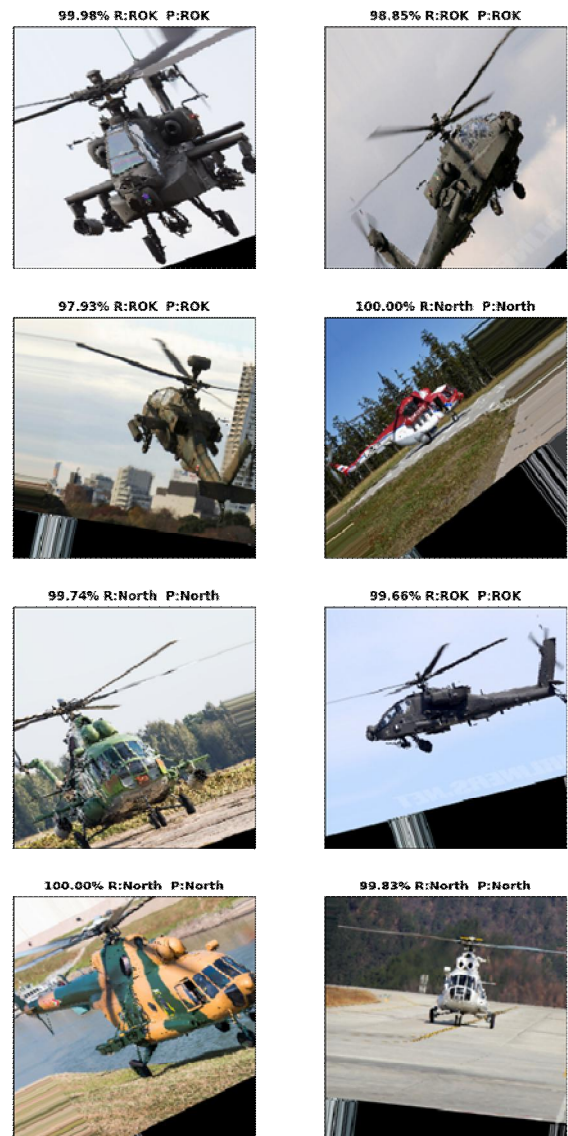 99.98% R:ROK P:ROK
98.85% R:ROK P:ROK
97.93% R:ROK P:ROK
100.00% R:North P:North
99.74% R:North P:North
99.66% R:ROK P:ROK
100.00% R:North P:North
99.83% R:North P:North